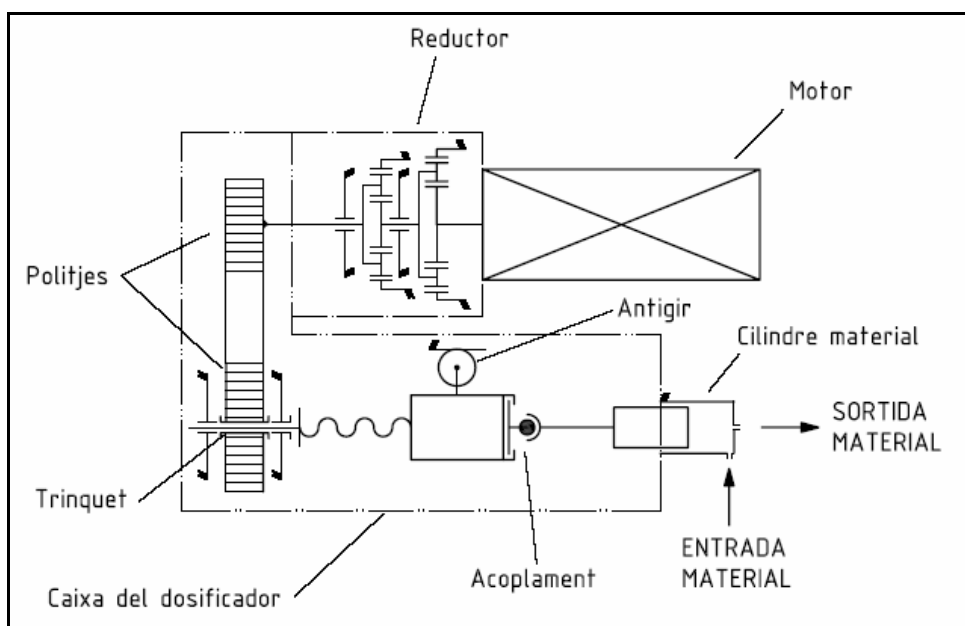 Reductor
Motor
Politjes
Antigir
Cilindre material
SORTIDA
MATERIAL
Trinquet
ENTRADA
MATERIAL
Acoplament
Caixa del dosificador